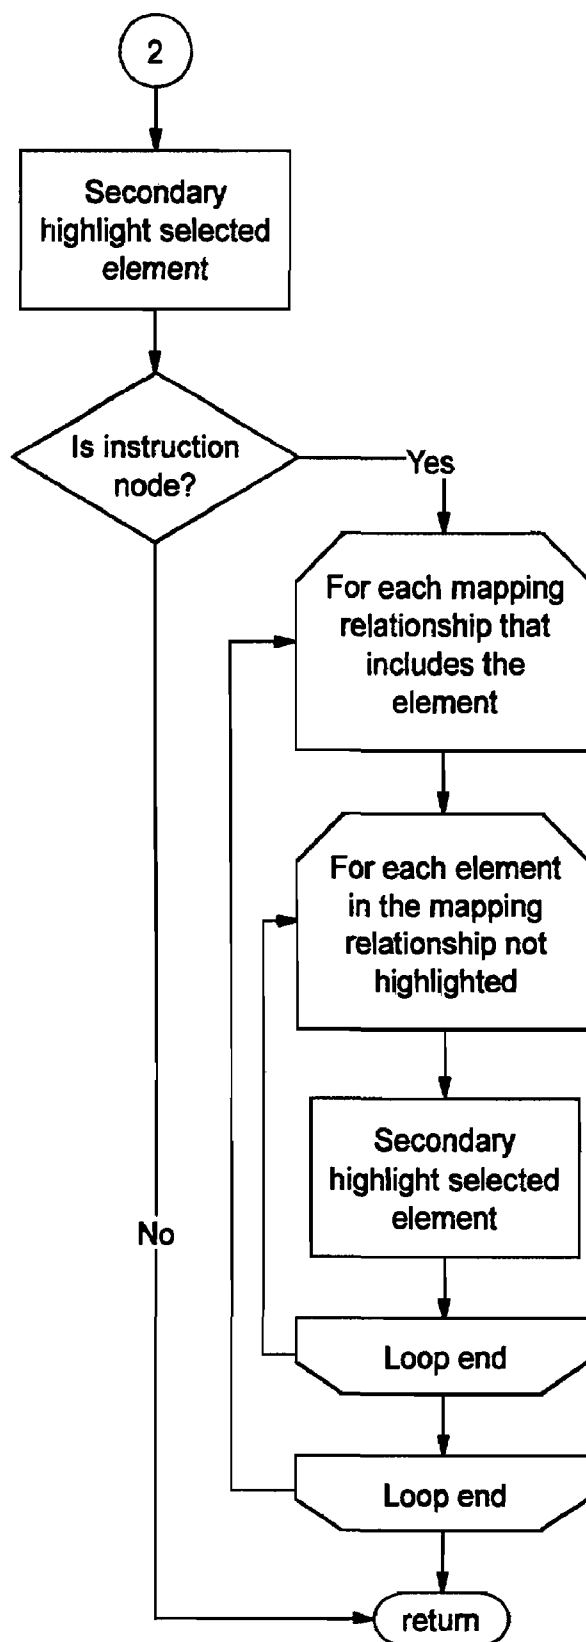 2
Secondary
highlight selected
element
Is instruction
node?
Yes
For each mapping
relationship that
includes the
element
For each element
in the mapping
relationship not
highlighted
Secondary
highlight selected
element
No
Loop end
Loop end
return